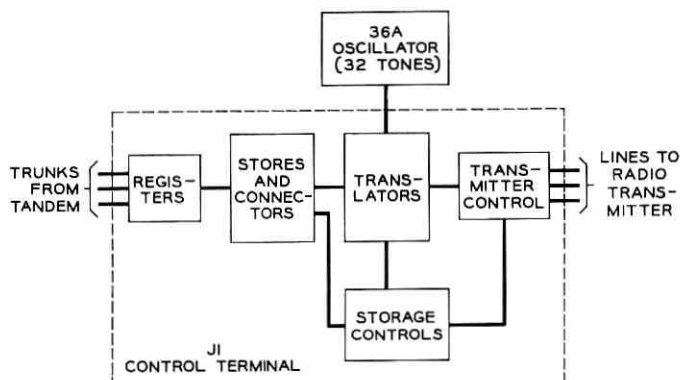 36A
OSCILLATOR
(32 TONES)
TRUNKS
FROM
TANDEM
REGIS-
TERS
STORES
AND
CONNEC-
TORS
TRANS-
LATORS
TRANS-
MITTER
CONTROL
LINES TO
RADIO
TRANS-
MITTER
STORAGE
CONTROLS
J1
CONTROL TERMINAL